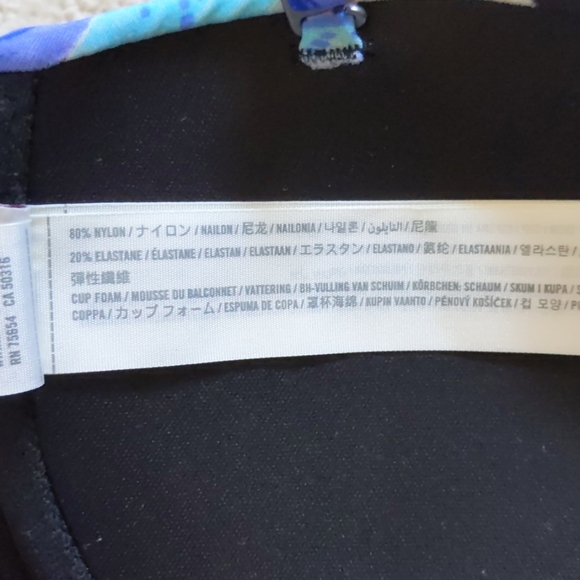 80% NYLON / ナイロン / NAILON / 尼龙 / NAILONIA / 나일론 / النايلون / 尼龍
20% ELASTANE / ÉLASTANE / ELASTAN / ELASTAAN / エラスタン / ELASTANO / 氨纶 / ELASTAANIA / 엘라스탄 /
彈性纖維
CUP FOAM / MOUSSE DU BALCONNET / VATTERING / BH-VULLING VAN SCHUIM / KÖRBCHEN: SCHAUM / SKUM I KUPA / S
COPPA / カップ フォーム / ESPUMA DE COPA / 罩杯海绵 / KUPIN VAAHTO / PĚNOVÝ KOŠÍČEK / 컵 모양 / P
RN 75654 CA 50316